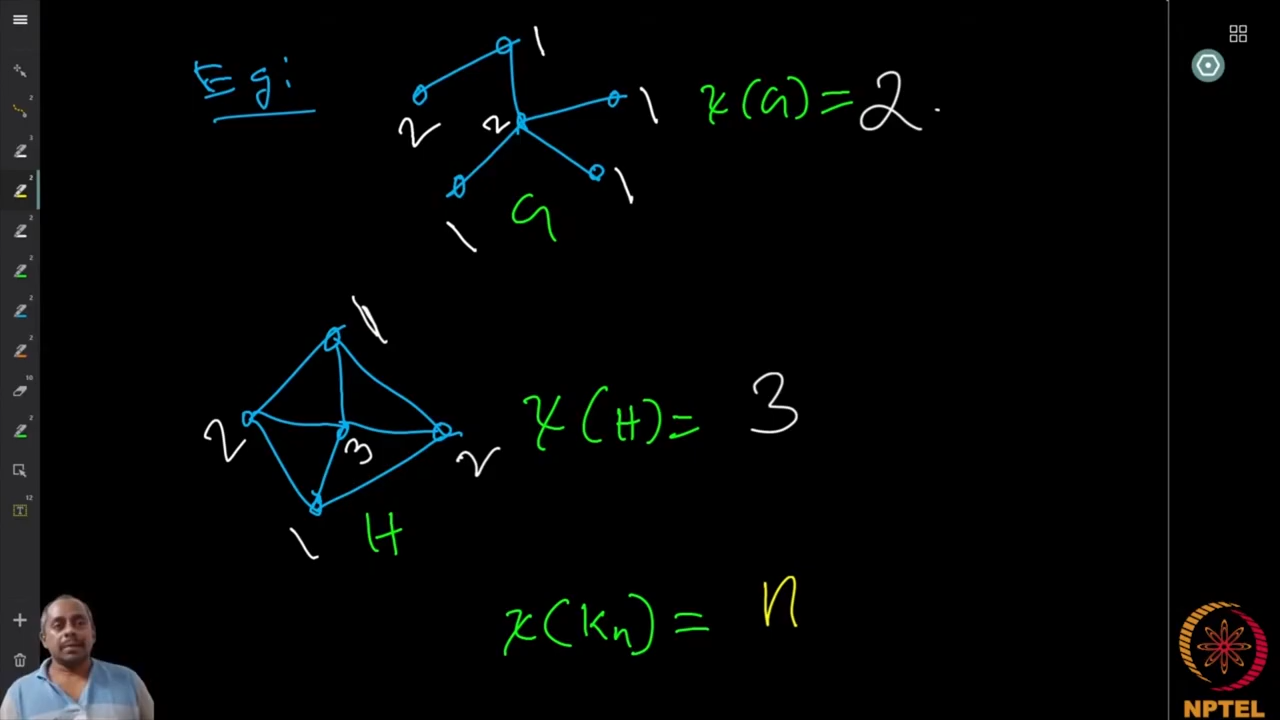 Eg:
1
2
2
1
1
1
G
χ(G) = 2.
1
2
3
2
1
H
χ(H) = 3
χ(Kn) = n
NPTEL